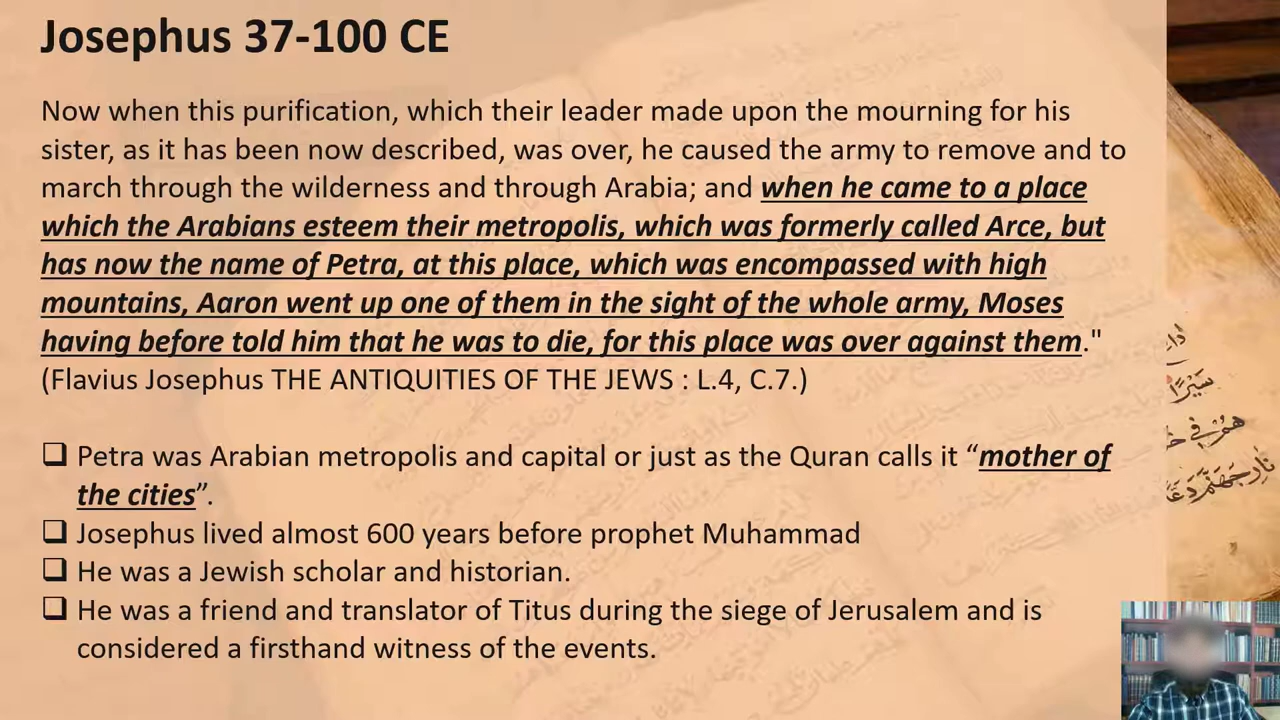 Josephus 37-100 CE
Now when this purification, which their leader made upon the mourning for his
sister, as it has been now described, was over, he caused the army to remove and to
march through the wilderness and through Arabia; and when he came to a place
which the Arabians esteem their metropolis, which was formerly called Arce, but
has now the name of Petra, at this place, which was encompassed with high
mountains, Aaron went up one of them in the sight of the whole army, Moses
having before told him that he was to die, for this place was over against them."
(Flavius Josephus THE ANTIQUITIES OF THE JEWS : L.4, C.7.)
❑ Petra was Arabian metropolis and capital or just as the Quran calls it “mother of
the cities”.
❑ Josephus lived almost 600 years before prophet Muhammad
❑ He was a Jewish scholar and historian.
❑ He was a friend and translator of Titus during the siege of Jerusalem and is
considered a firsthand witness of the events.